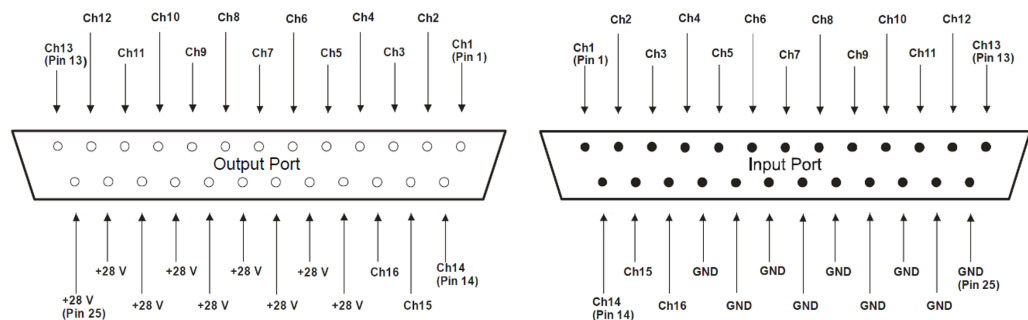 Ch12 Ch10 Ch8 Ch6 Ch4 Ch2
Ch13
(Pin 13)
Ch11 Ch9 Ch7 Ch5 Ch3
Ch1
(Pin 1)
Output Port
+28 V +28 V +28 V +28 V Ch16
Ch14
(Pin 14)
+28 V
(Pin 25)
+28 V +28 V +28 V +28 V Ch15
Ch2 Ch4 Ch6 Ch8 Ch10 Ch12
Ch1
(Pin 1)
Ch3 Ch5 Ch7 Ch9 Ch11
Ch13
(Pin 13)
Input Port
Ch15 GND GND GND GND
GND
(Pin 25)
Ch14
(Pin 14)
Ch16 GND GND GND GND